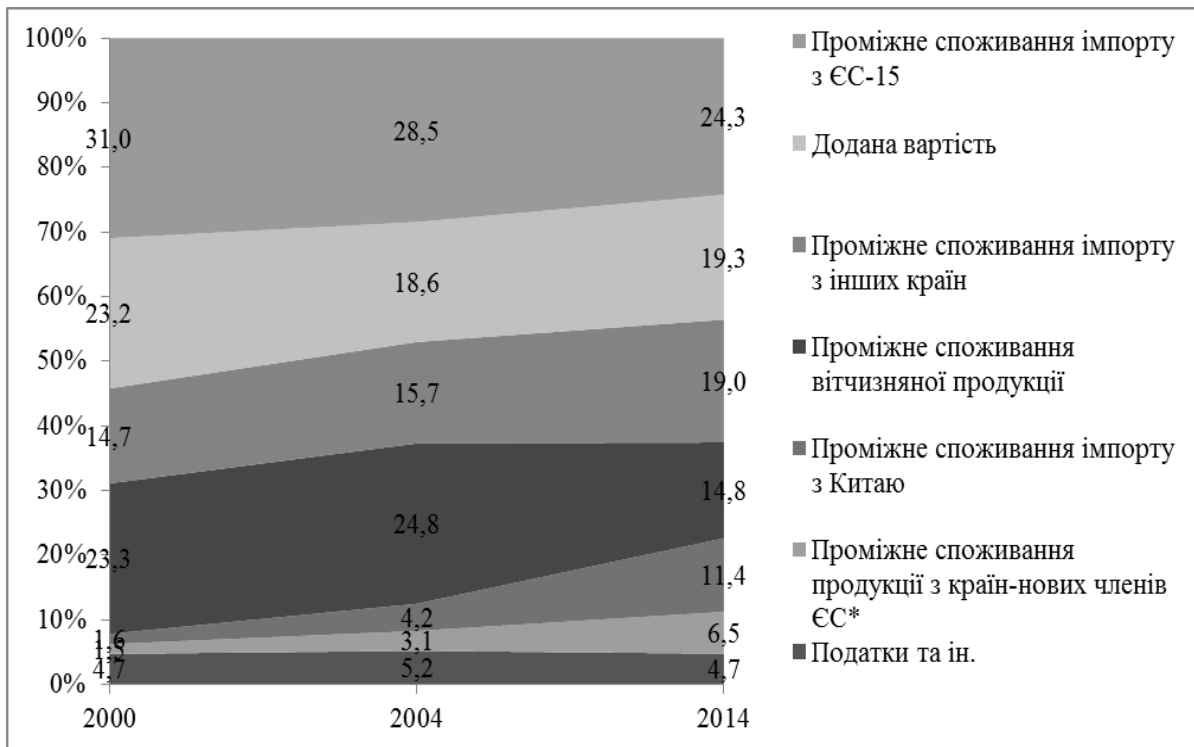 100%
90%
80%
70%
60%
50%
40%
30%
20%
10%
0%
31,0
28,5
24,3
23,2
18,6
19,3
14,7
15,7
19,0
23,3
24,8
14,8
1,6
4,2
11,4
1,5
3,1
6,5
4,7
5,2
4,7
2000
2004
2014
Проміжне споживання імпорту
з ЄС-15
Додана вартість
Проміжне споживання імпорту
з інших країн
Проміжне споживання
вітчизняної продукції
Проміжне споживання імпорту
з Китаю
Проміжне споживання
продукції з країн-нових членів
ЄС*
Податки та ін.